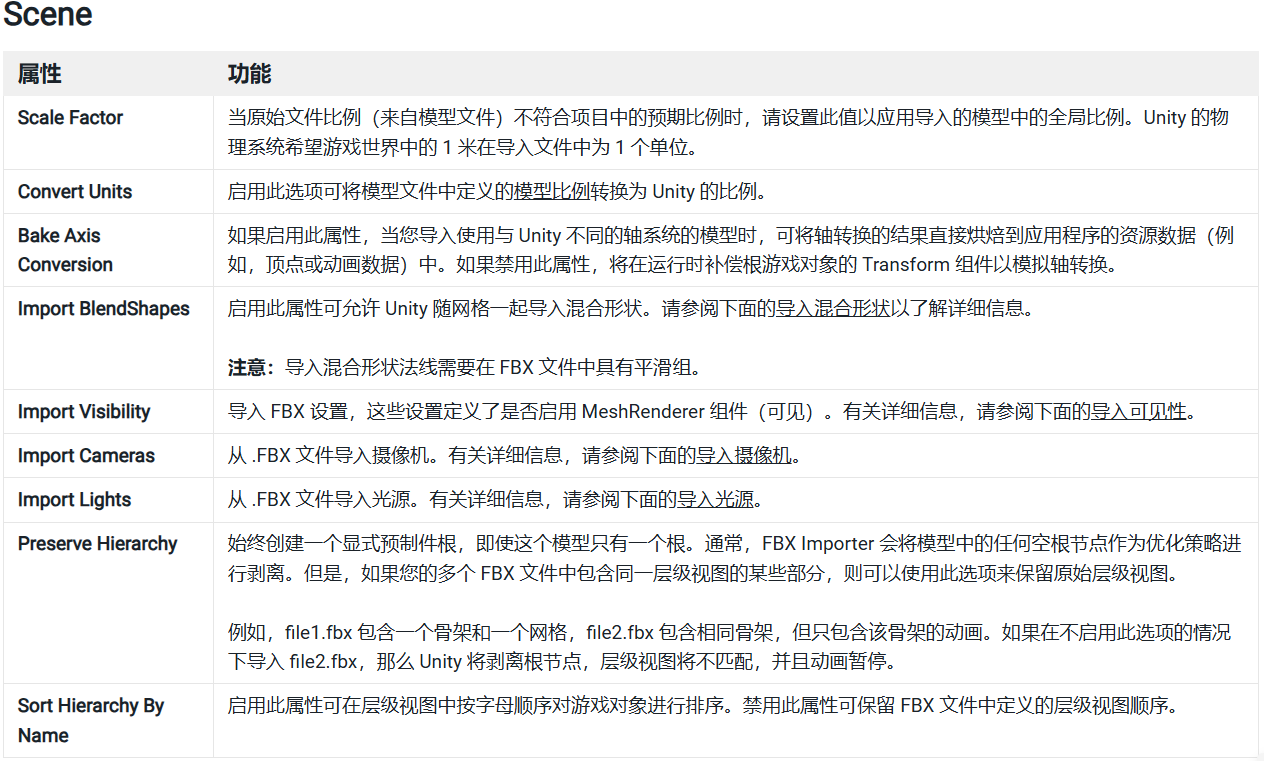 Scene
属性
功能
Scale Factor
当原始文件比例（来自模型文件）不符合项目中的预期比例时，请设置此值以应用导入的模型中的全局比例。Unity 的物
理系统希望游戏世界中的 1 米在导入文件中为 1 个单位。
Convert Units
启用此选项可将模型文件中定义的模型比例转换为 Unity 的比例。
Bake Axis
Conversion
如果启用此属性，当您导入使用与 Unity 不同的轴系统的模型时，可将轴转换的结果直接烘焙到应用程序的资源数据（例
如，顶点或动画数据）中。如果禁用此属性，将在运行时补偿根游戏对象的 Transform 组件以模拟轴转换。
Import BlendShapes
启用此属性可允许 Unity 随网格一起导入混合形状。请参阅下面的导入混合形状以了解详细信息。
注意：导入混合形状法线需要在 FBX 文件中具有平滑组。
Import Visibility
导入 FBX 设置，这些设置定义了是否启用 MeshRenderer 组件（可见）。有关详细信息，请参阅下面的导入可见性。
Import Cameras
从 .FBX 文件导入摄像机。有关详细信息，请参阅下面的导入摄像机。
Import Lights
从 .FBX 文件导入光源。有关详细信息，请参阅下面的导入光源。
Preserve Hierarchy
始终创建一个显式预制件根，即使这个模型只有一个根。通常，FBX Importer 会将模型中的任何空根节点作为优化策略进
行剥离。但是，如果您的多个 FBX 文件中包含同一层级视图的某些部分，则可以使用此选项来保留原始层级视图。
例如，file1.fbx 包含一个骨架和一个网格，file2.fbx 包含相同骨架，但只包含该骨架的动画。如果在不启用此选项的情况
下导入 file2.fbx，那么 Unity 将剥离根节点，层级视图将不匹配，并且动画暂停。
Sort Hierarchy By
Name
启用此属性可在层级视图中按字母顺序对游戏对象进行排序。禁用此属性可保留 FBX 文件中定义的层级视图顺序。